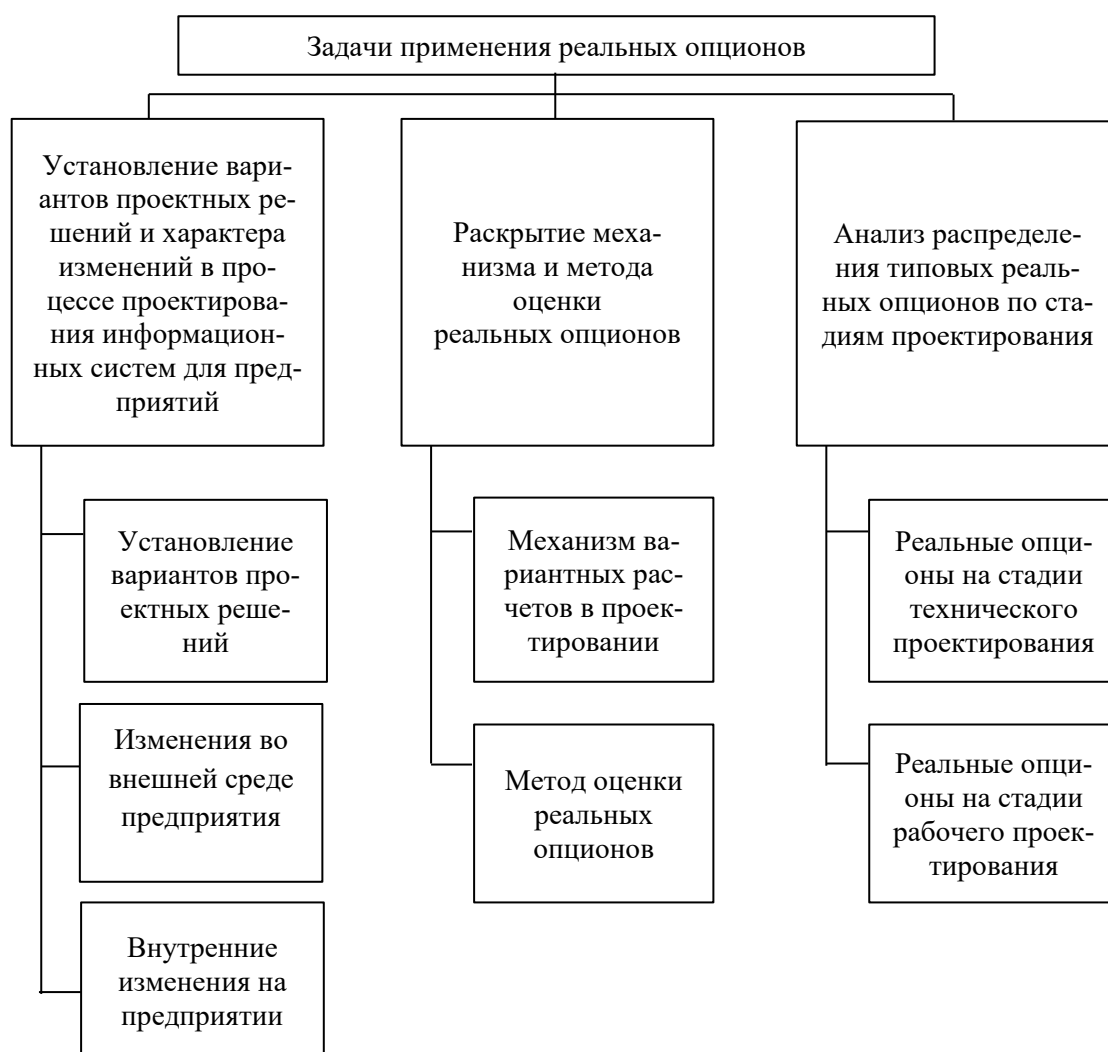 Задачи применения реальных опционов
Установление вари-
антов проектных ре-
шений и характера
изменений в про-
цессе проектирова-
ния информацион-
ных систем для пред-
приятий
Раскрытие меха-
низма и метода
оценки
реальных опционов
Анализ распределе-
ния типовых реаль-
ных опционов по ста-
диям проектирования
Установление
вариантов про-
ектных реше-
ний
Изменения во
внешней среде
предприятия
Внутренние
изменения на
предприятии
Механизм ва-
риантных рас-
четов в проек-
тировании
Метод оценки
реальных
опционов
Реальные опци-
оны на стадии
технического
проектирования
Реальные опци-
оны на стадии
рабочего проек-
тирования